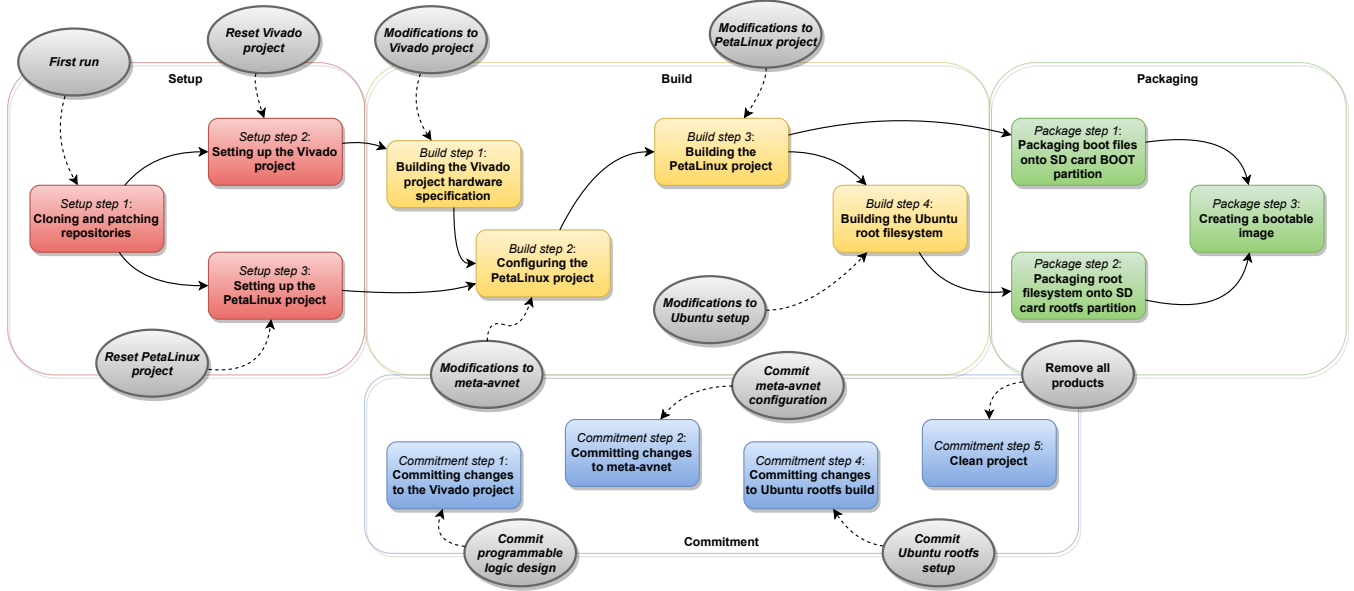 Reset Vivado
project
Modifications to
Vivado project
Modifications to
PetaLinux project
First run
Setup
Build
Packaging
Setup step 1:
Cloning and patching
repositories
Setup step 2:
Setting up the Vivado
project
Setup step 3:
Setting up the
PetaLinux project
Reset PetaLinux
project
Build step 1:
Building the Vivado
project hardware
specification
Build step 2:
Configuring the
PetaLinux project
Build step 3:
Building the
PetaLinux project
Build step 4:
Building the Ubuntu
root filesystem
Modifications to
Ubuntu setup
Modifications to
meta-avnet
Package step 1:
Packaging boot files
onto SD card BOOT
partition
Package step 2:
Packaging root
filesystem onto SD
card rootfs partition
Package step 3:
Creating a bootable
image
Commit
meta-avnet
configuration
Remove all
products
Commitment step 1:
Committing changes
to the Vivado project
Commitment step 2:
Committing changes
to meta-avnet
Commitment step 4:
Committing changes
to Ubuntu rootfs build
Commitment step 5:
Clean project
Commit
programmable
logic design
Commitment
Commit
Ubuntu rootfs
setup